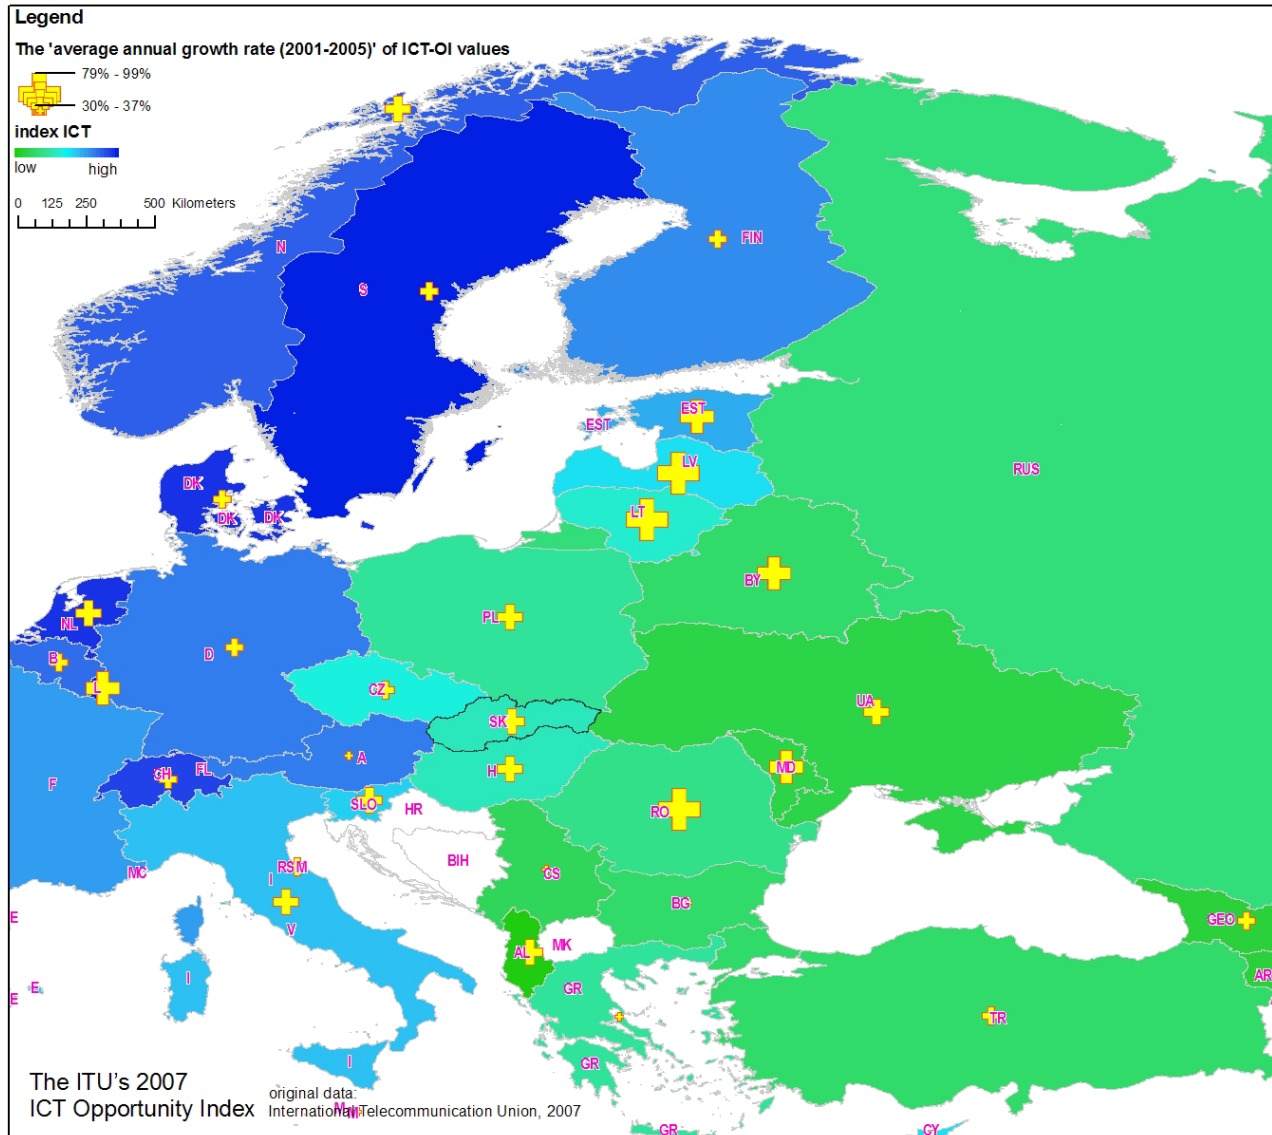 Legend
The 'average annual growth rate (2001-2005)' of ICT-OI values
79% - 99%
30% - 37%
index ICT
low high
0 125 250 500 Kilometers
N
FIN
S
EST
EST
LV
RUS
DK
LT
DK DK
BY
PL
NL
B
D
L
CZ
UA
SK
FL
A
CH
H
MD
F
SLO
HR
RO
BIH
RSM
MC
I
CS
BG
E
GEO
V
MK
AL
I
AR
E
GR
E
TR
I
GR
The ITU's 2007
ICT Opportunity Index
original data:
International Telecommunication Union, 2007
M
M
GR
CY